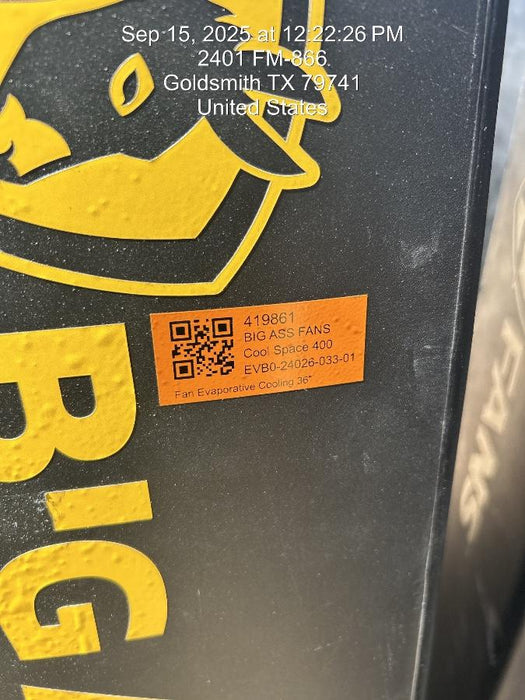 Sep 15, 2025 at 12:22:26 PM
2401 FM-866
Goldsmith TX 79741
United States
419861
BIG ASS FANS
Cool Space 400
EVB0-24026-033-01
Fan Evaporative Cooling 36"
BIG
FANS